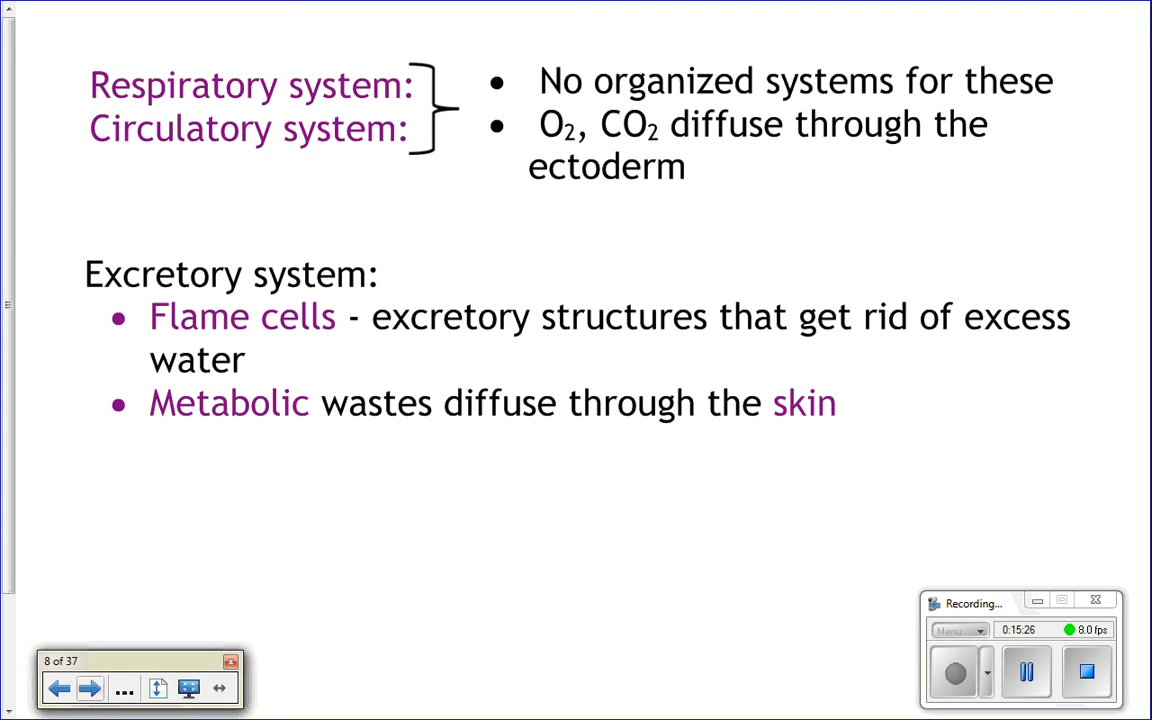 Respiratory system:
Circulatory system:
• No organized systems for these
• O₂, CO₂ diffuse through the
ectoderm
Excretory system:
• Flame cells - excretory structures that get rid of excess
water
• Metabolic wastes diffuse through the skin
Recording...
Menu
0:15:26
8.0 fps
8 of 37
...